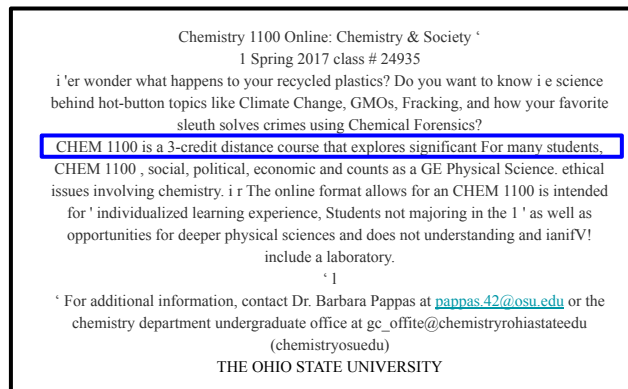 Chemistry 1100 Online: Chemistry & Society ‘
1 Spring 2017 class # 24935
i 'er wonder what happens to your recycled plastics? Do you want to know i e science
behind hot-button topics like Climate Change, GMOs, Fracking, and how your favorite
sleuth solves crimes using Chemical Forensics?
CHEM 1100 is a 3-credit distance course that explores significant For many students,
CHEM 1100 , social, political, economic and counts as a GE Physical Science. ethical
issues involving chemistry. i r The online format allows for an CHEM 1100 is intended
for ' individualized learning experience, Students not majoring in the 1 ' as well as
opportunities for deeper physical sciences and does not understanding and ianifV!
include a laboratory.
‘ l
‘ For additional information, contact Dr. Barbara Pappas at pappas.42@osu.edu or the
chemistry department undergraduate office at gc_offite@chemistryrohiastateedu
(chemistryosuedu)
THE OHIO STATE UNIVERSITY